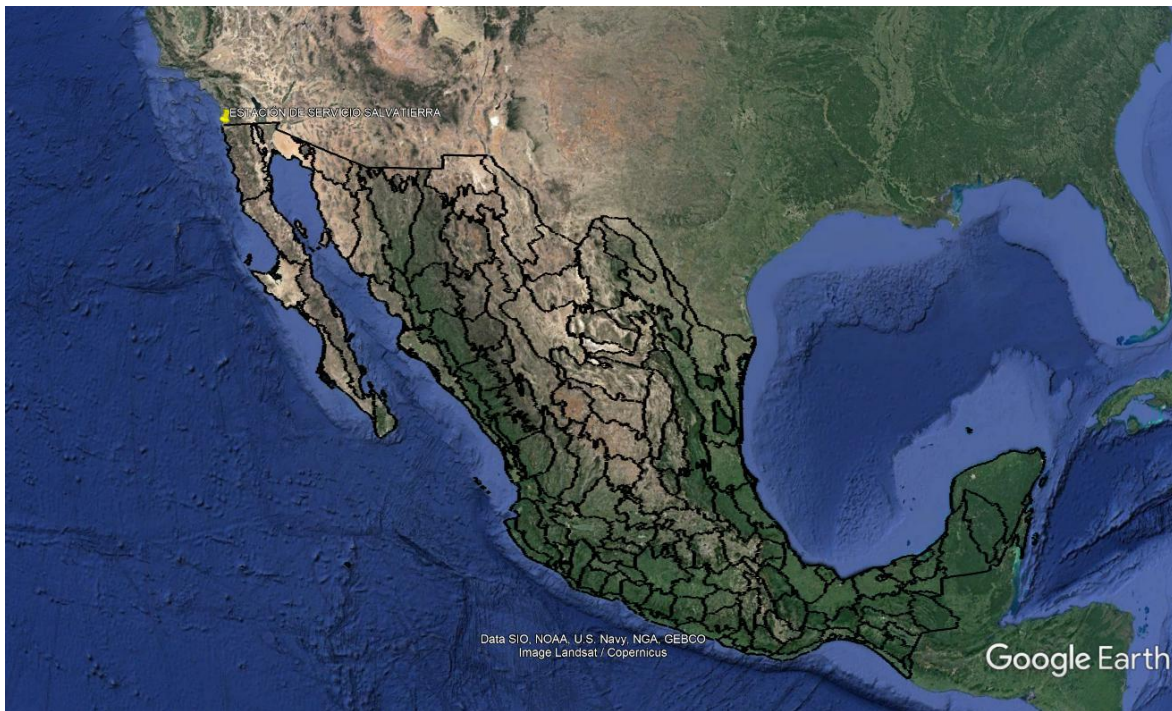 ESTACIÓN DE SERVICIO SALVATIERRA
Data SIO, NOAA, U.S. Navy, NGA, GEBCO
Image Landsat / Copernicus
Google Earth